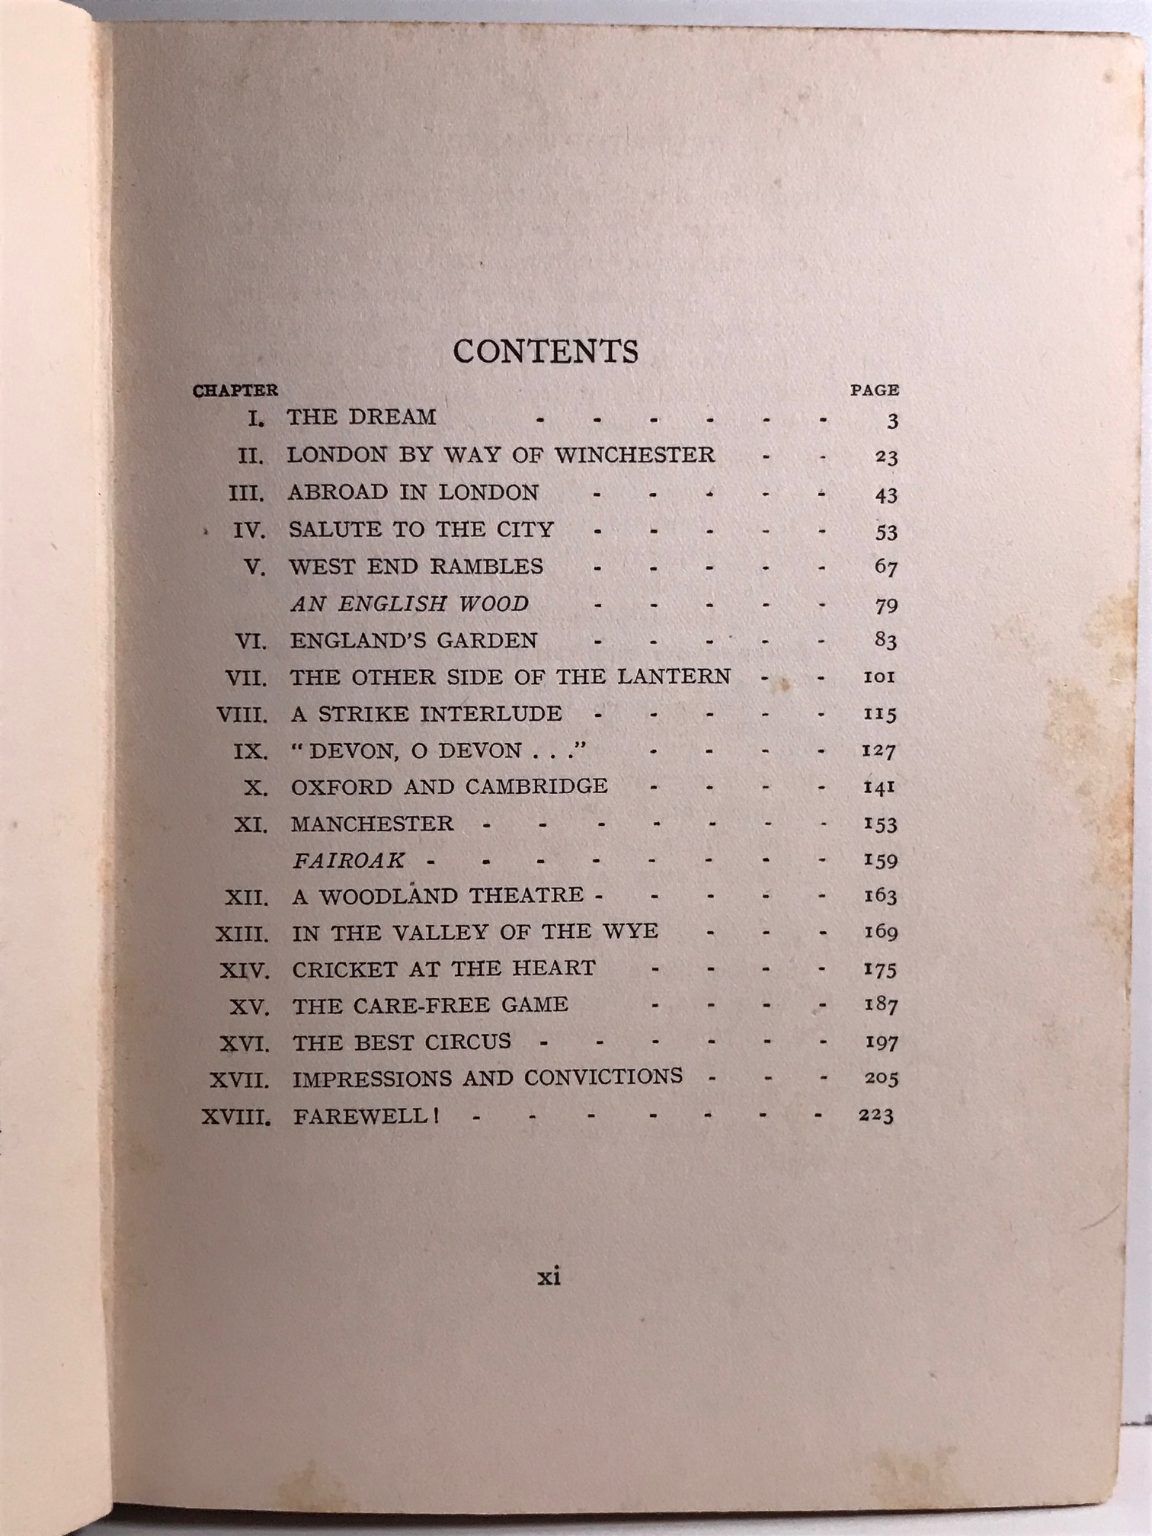 CONTENTS
CHAPTER PAGE
I. THE DREAM - - - - - - 3
II. LONDON BY WAY OF WINCHESTER - - 23
III. ABROAD IN LONDON - - - - - 43
IV. SALUTE TO THE CITY - - - - - 53
V. WEST END RAMBLES - - - - - 67
AN ENGLISH WOOD - - - - - 79
VI. ENGLAND'S GARDEN - - - - - 83
VII. THE OTHER SIDE OF THE LANTERN - - 101
VIII. A STRIKE INTERLUDE - - - - - 115
IX. "DEVON, O DEVON . . ." - - - - 127
X. OXFORD AND CAMBRIDGE - - - - 141
XI. MANCHESTER - - - - - - - 153
FAIROAK - - - - - - - - 159
XII. A WOODLAND THEATRE - - - - - 163
XIII. IN THE VALLEY OF THE WYE - - - 169
XIV. CRICKET AT THE HEART - - - - 175
XV. THE CARE-FREE GAME - - - - 187
XVI. THE BEST CIRCUS - - - - - - 197
XVII. IMPRESSIONS AND CONVICTIONS - - - 205
XVIII. FAREWELL! - - - - - - - 223
xi